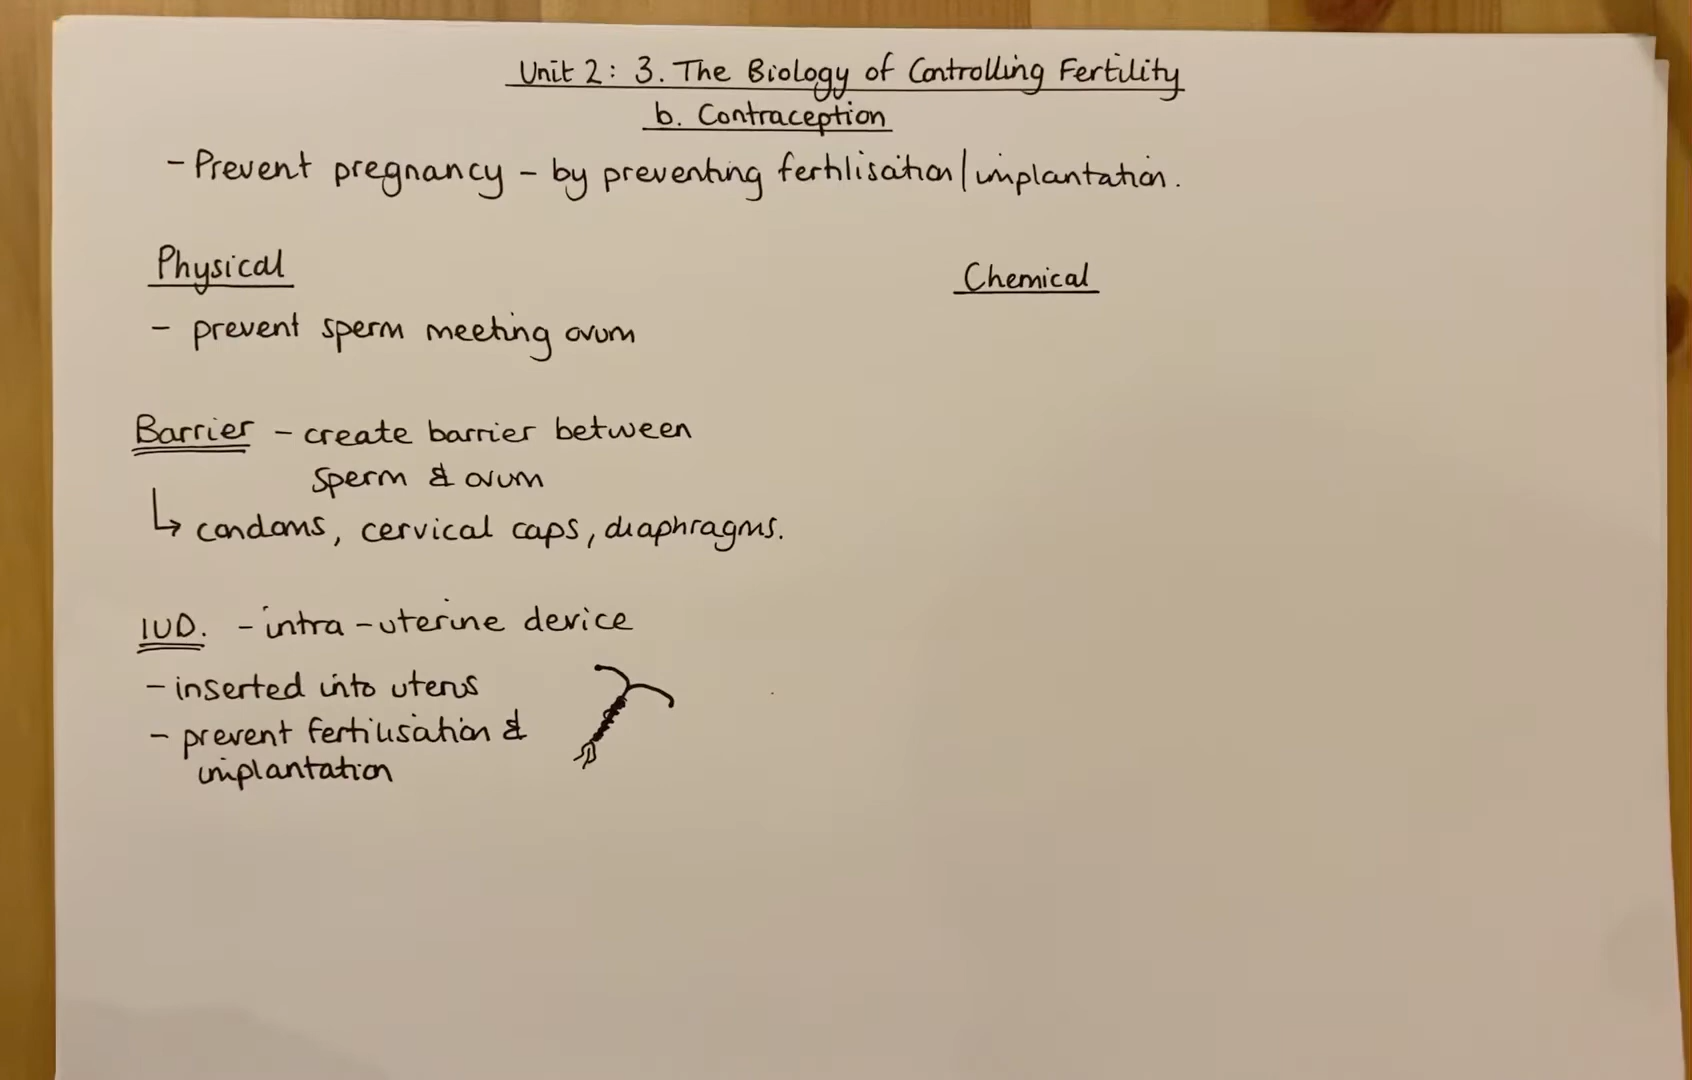 Unit 2: 3. The Biology of Controlling Fertility
b. Contraception
- Prevent pregnancy - by preventing fertilisation/implantation.
Physical
- prevent sperm meeting ovum
Barrier - create barrier between
sperm & ovum
↳ condoms, cervical caps, diaphragms.
IUD. - intra-uterine device
- inserted into uterus
- prevent fertilisation &
implantation
Chemical